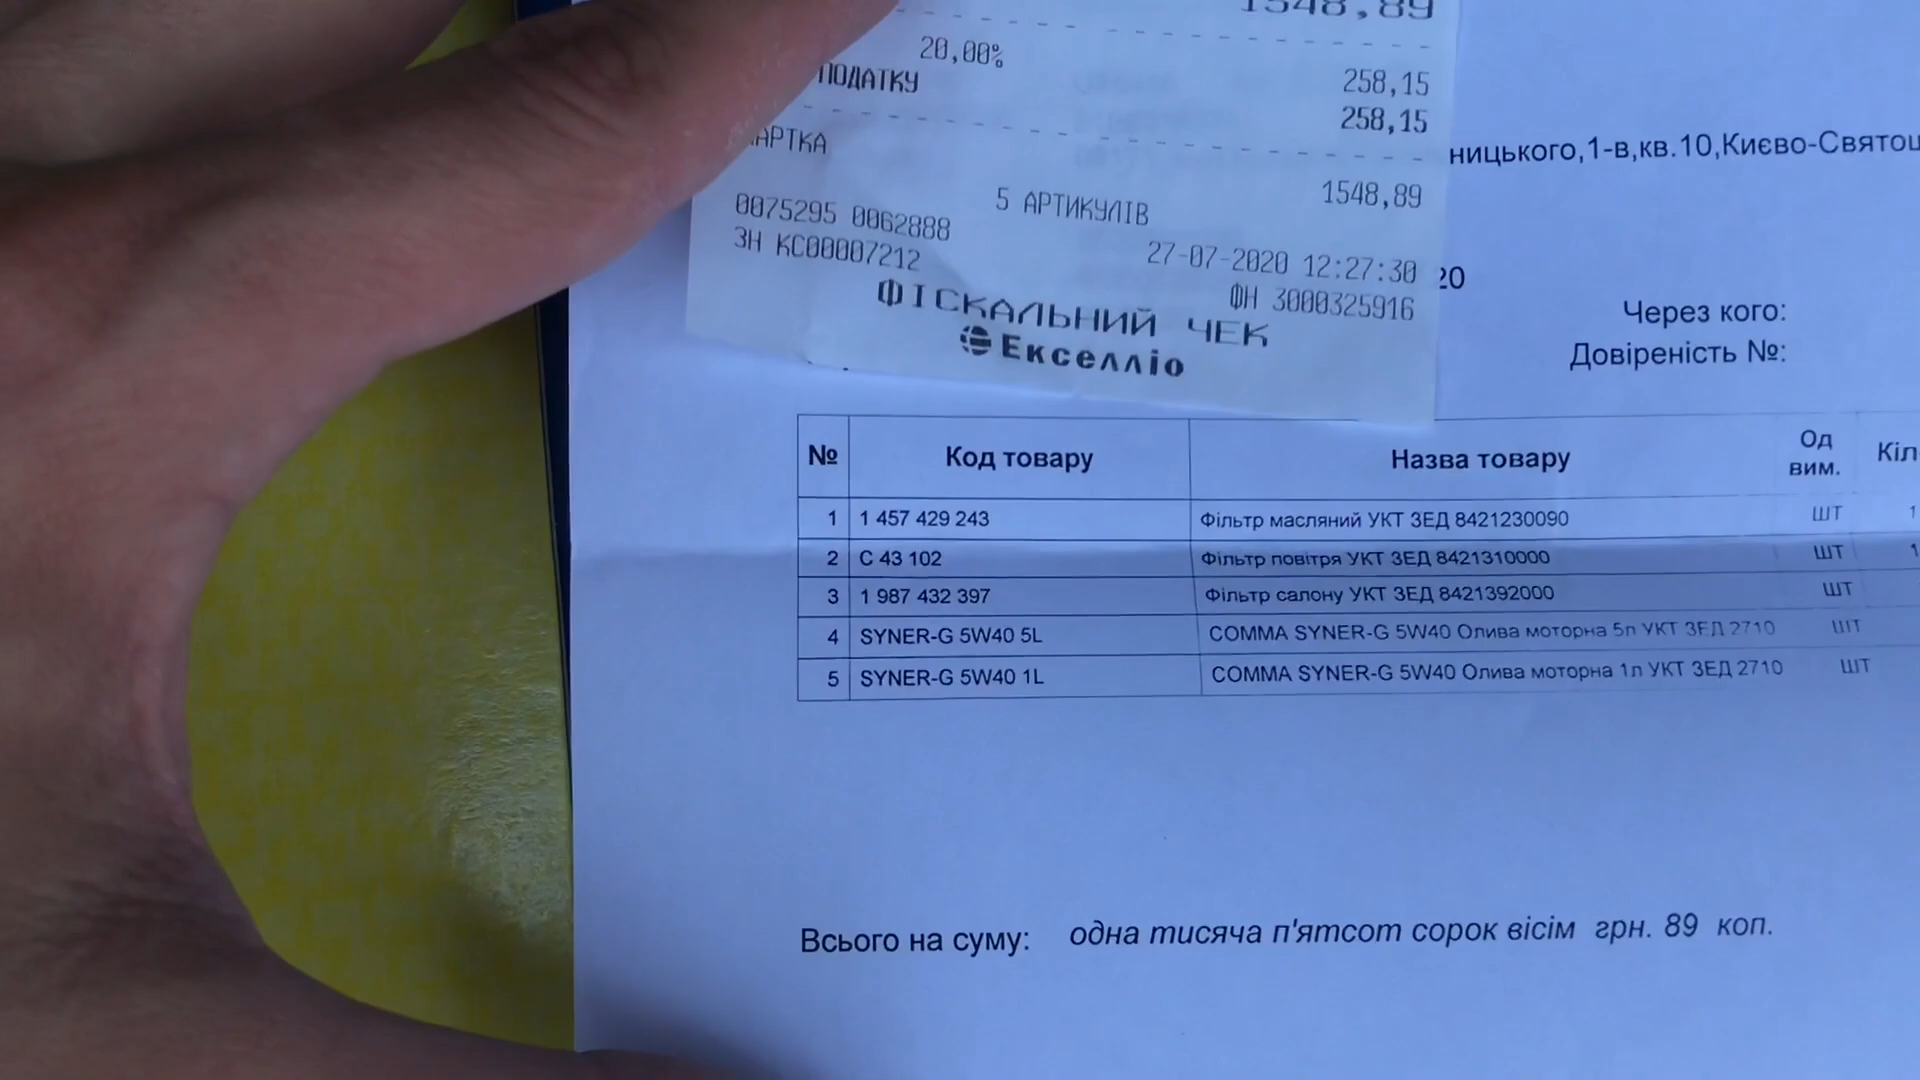 1548,89
20,00%
258,15
ПОДАТКУ
258,15
АРТКА
1548,89
5 АРТИКУЛІВ
0075295 0062888
27-07-2020 12:27:30
ЗН КС00007212
ФН 3000325916
ФІСКАЛЬНИЙ ЧЕК
Екселліо
ницького,1-в,кв.10,Києво-Святош
20
Через кого:
Довіреність №:
№ Код товару Назва товару Од вим. Кіл
1 1 457 429 243 Фільтр масляний УКТ ЗЕД 8421230090 шт 1
2 C 43 102 Фільтр повітря УКТ ЗЕД 8421310000 шт 1
3 1 987 432 397 Фільтр салону УКТ ЗЕД 8421392000 шт
4 SYNER-G 5W40 5L COMMA SYNER-G 5W40 Олива моторна 5л УКТ ЗЕД 2710 шт
5 SYNER-G 5W40 1L COMMA SYNER-G 5W40 Олива моторна 1л УКТ ЗЕД 2710 шт
Всього на суму: одна тисяча п'ятсот сорок вісім грн. 89 коп.